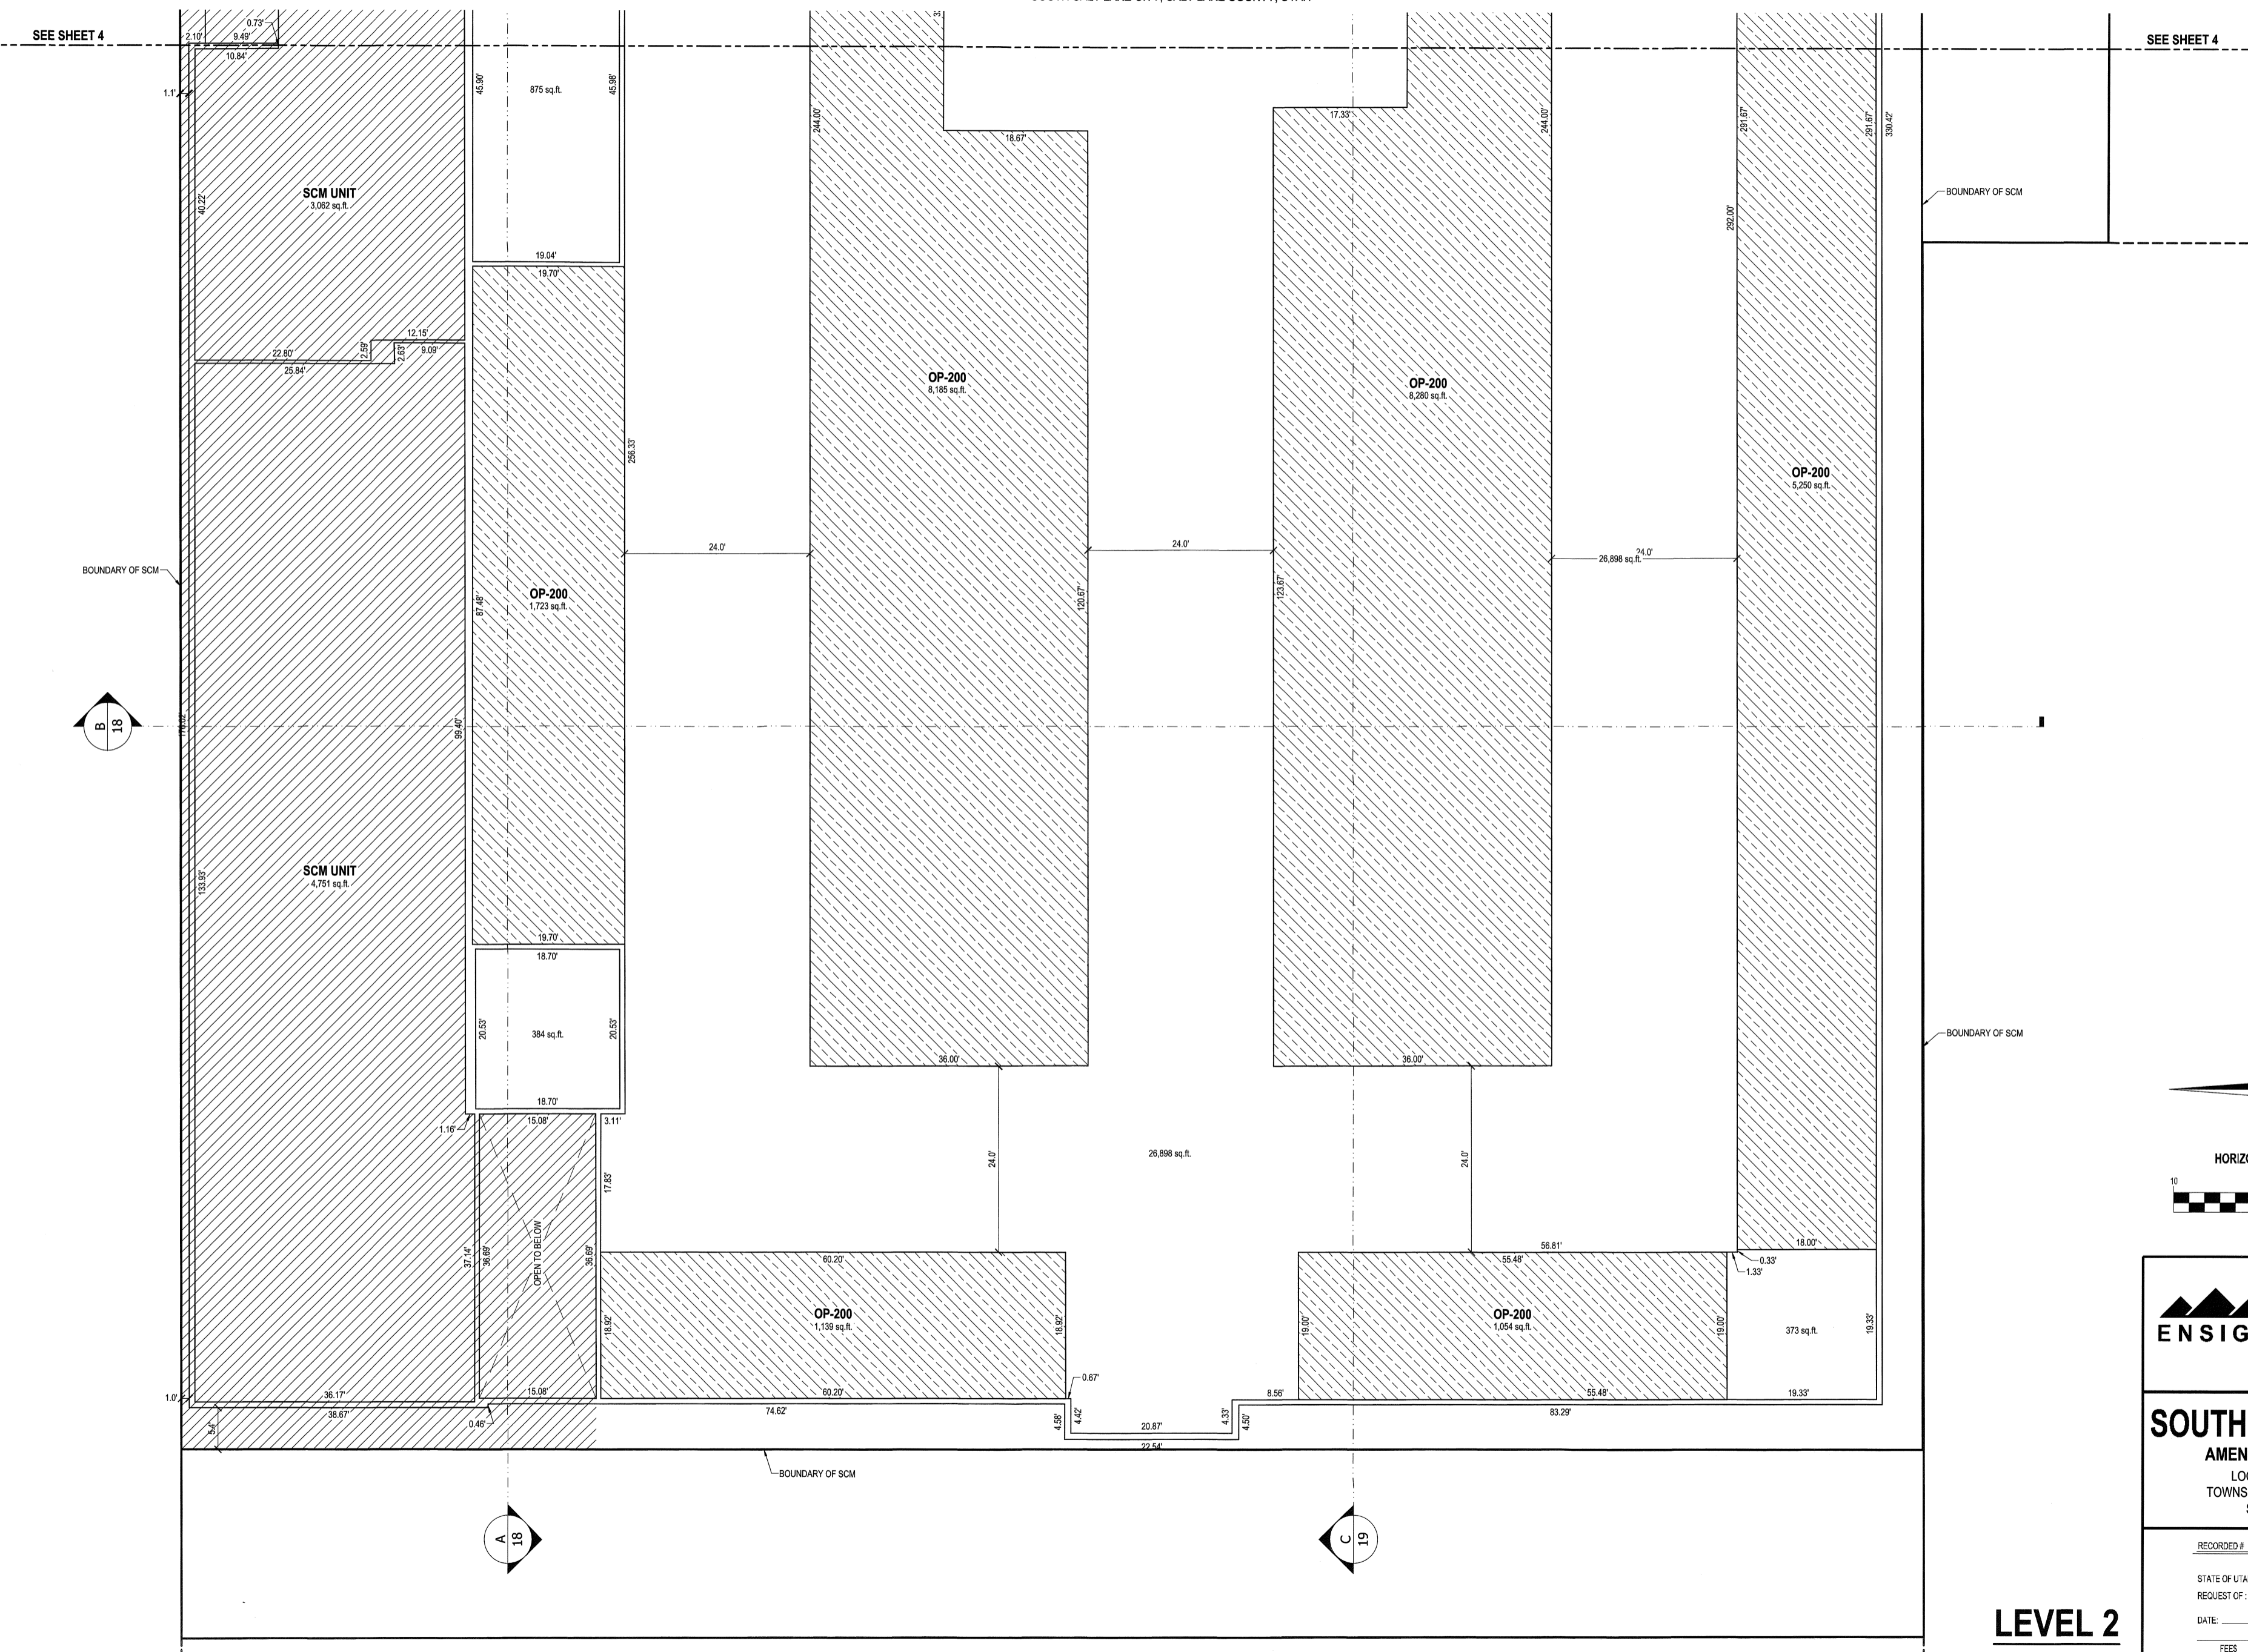 SEE SHEET 4
SEE SHEET 4
0.73'
2.10'
9.49'
10.84'
1.1'
45.90'
875 sq.ft.
45.98'
244.00'
18.67'
17.33'
244.00'
291.67'
291.67'
330.42'
40.22'
SCM UNIT
3,062 sq.ft.
BOUNDARY OF SCM
292.00'
19.04'
19.70'
12.15'
22.80'
2.59'
2.63'
9.09'
25.84'
OP-200
8,185 sq.ft.
OP-200
8,280 sq.ft.
256.33'
OP-200
5,250 sq.ft.
24.0'
24.0'
24.0'
26,898 sq.ft.
BOUNDARY OF SCM
87.48'
OP-200
1,723 sq.ft.
120.67'
123.67'
B
18
99.40'
SCM UNIT
4,751 sq.ft.
133.93'
19.70'
18.70'
20.53'
384 sq.ft.
20.53'
BOUNDARY OF SCM
36.00'
36.00'
18.70'
1.16'
15.08'
3.11'
24.0'
26,898 sq.ft.
24.0'
HORIZ
10
17.83'
37.14'
36.69'
OPEN TO BELOW
36.69'
60.20'
56.81'
55.48'
18.00'
0.33'
1.33'
18.92'
OP-200
1,139 sq.ft.
18.92'
19.00'
OP-200
1,054 sq.ft.
19.00'
373 sq.ft.
19.33'
ENSIG
1.0'
36.17'
38.67'
5.4'
0.46'
15.08'
60.20'
74.62'
0.67'
4.58'
4.42'
20.87'
22.54'
4.33'
4.50'
8.56'
55.48'
83.29'
19.33'
BOUNDARY OF SCM
SOUTH
AMEN
LO
TOWNS
A
18
C
19
RECORDED #
STATE OF UTA
REQUEST OF :
DATE:
FEES
LEVEL 2